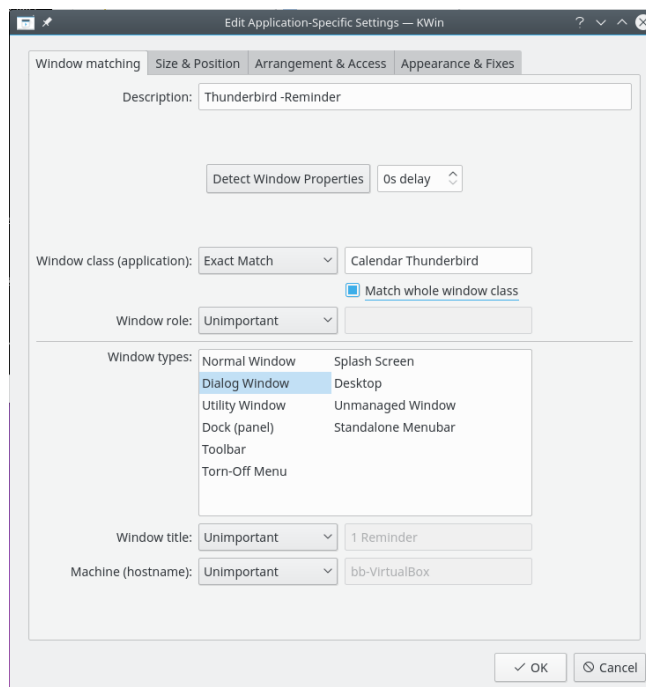 Edit Application-Specific Settings — KWin
Window matching Size & Position Arrangement & Access Appearance & Fixes
Description: Thunderbird -Reminder
Detect Window Properties 0s delay
Window class (application): Exact Match Calendar Thunderbird
Match whole window class
Window role: Unimportant
Window types:
Normal Window Splash Screen
Dialog Window Desktop
Utility Window Unmanaged Window
Dock (panel) Standalone Menubar
Toolbar
Torn-Off Menu
Window title: Unimportant 1 Reminder
Machine (hostname): Unimportant bb-VirtualBox
OK Cancel